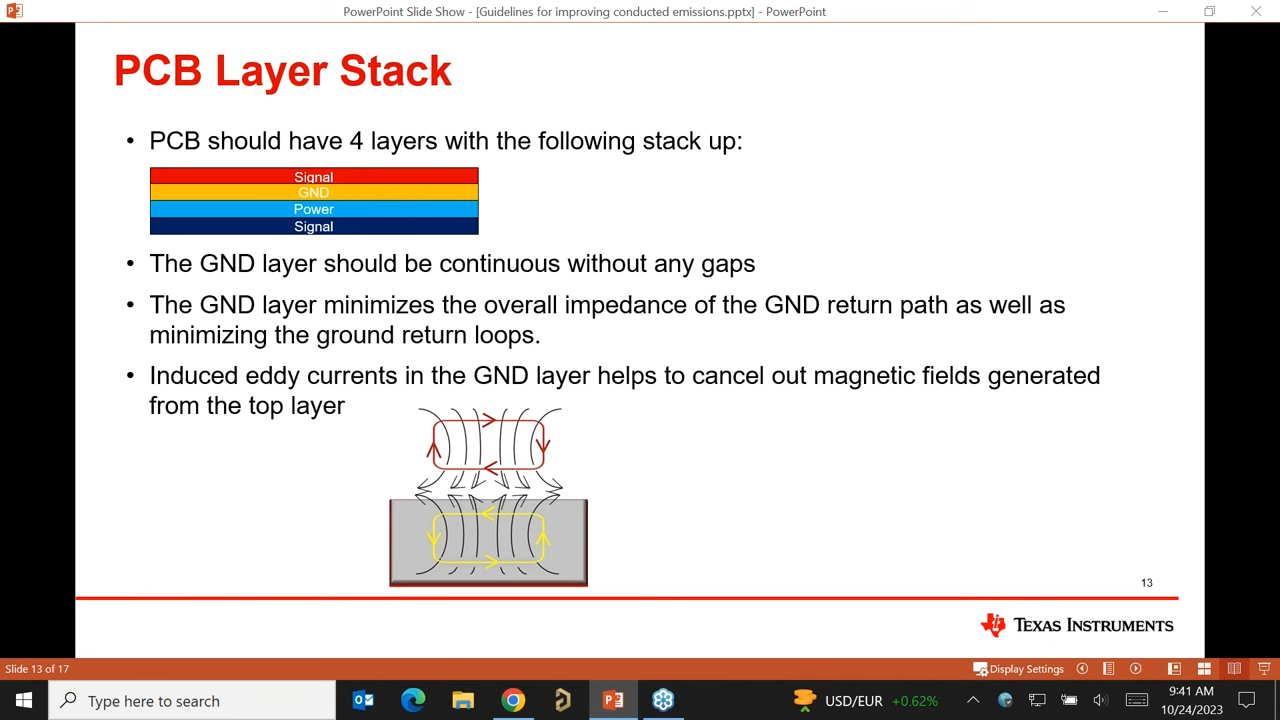 PowerPoint Slide Show - [Guidelines for improving conducted emissions.pptx] - PowerPoint
PCB Layer Stack
• PCB should have 4 layers with the following stack up:
Signal
GND
Power
Signal
• The GND layer should be continuous without any gaps
• The GND layer minimizes the overall impedance of the GND return path as well as
minimizing the ground return loops.
• Induced eddy currents in the GND layer helps to cancel out magnetic fields generated
from the top layer
13
TEXAS INSTRUMENTS
Slide 13 of 17
Display Settings
Type here to search
USD/EUR +0.62%
9:41 AM
10/24/2023